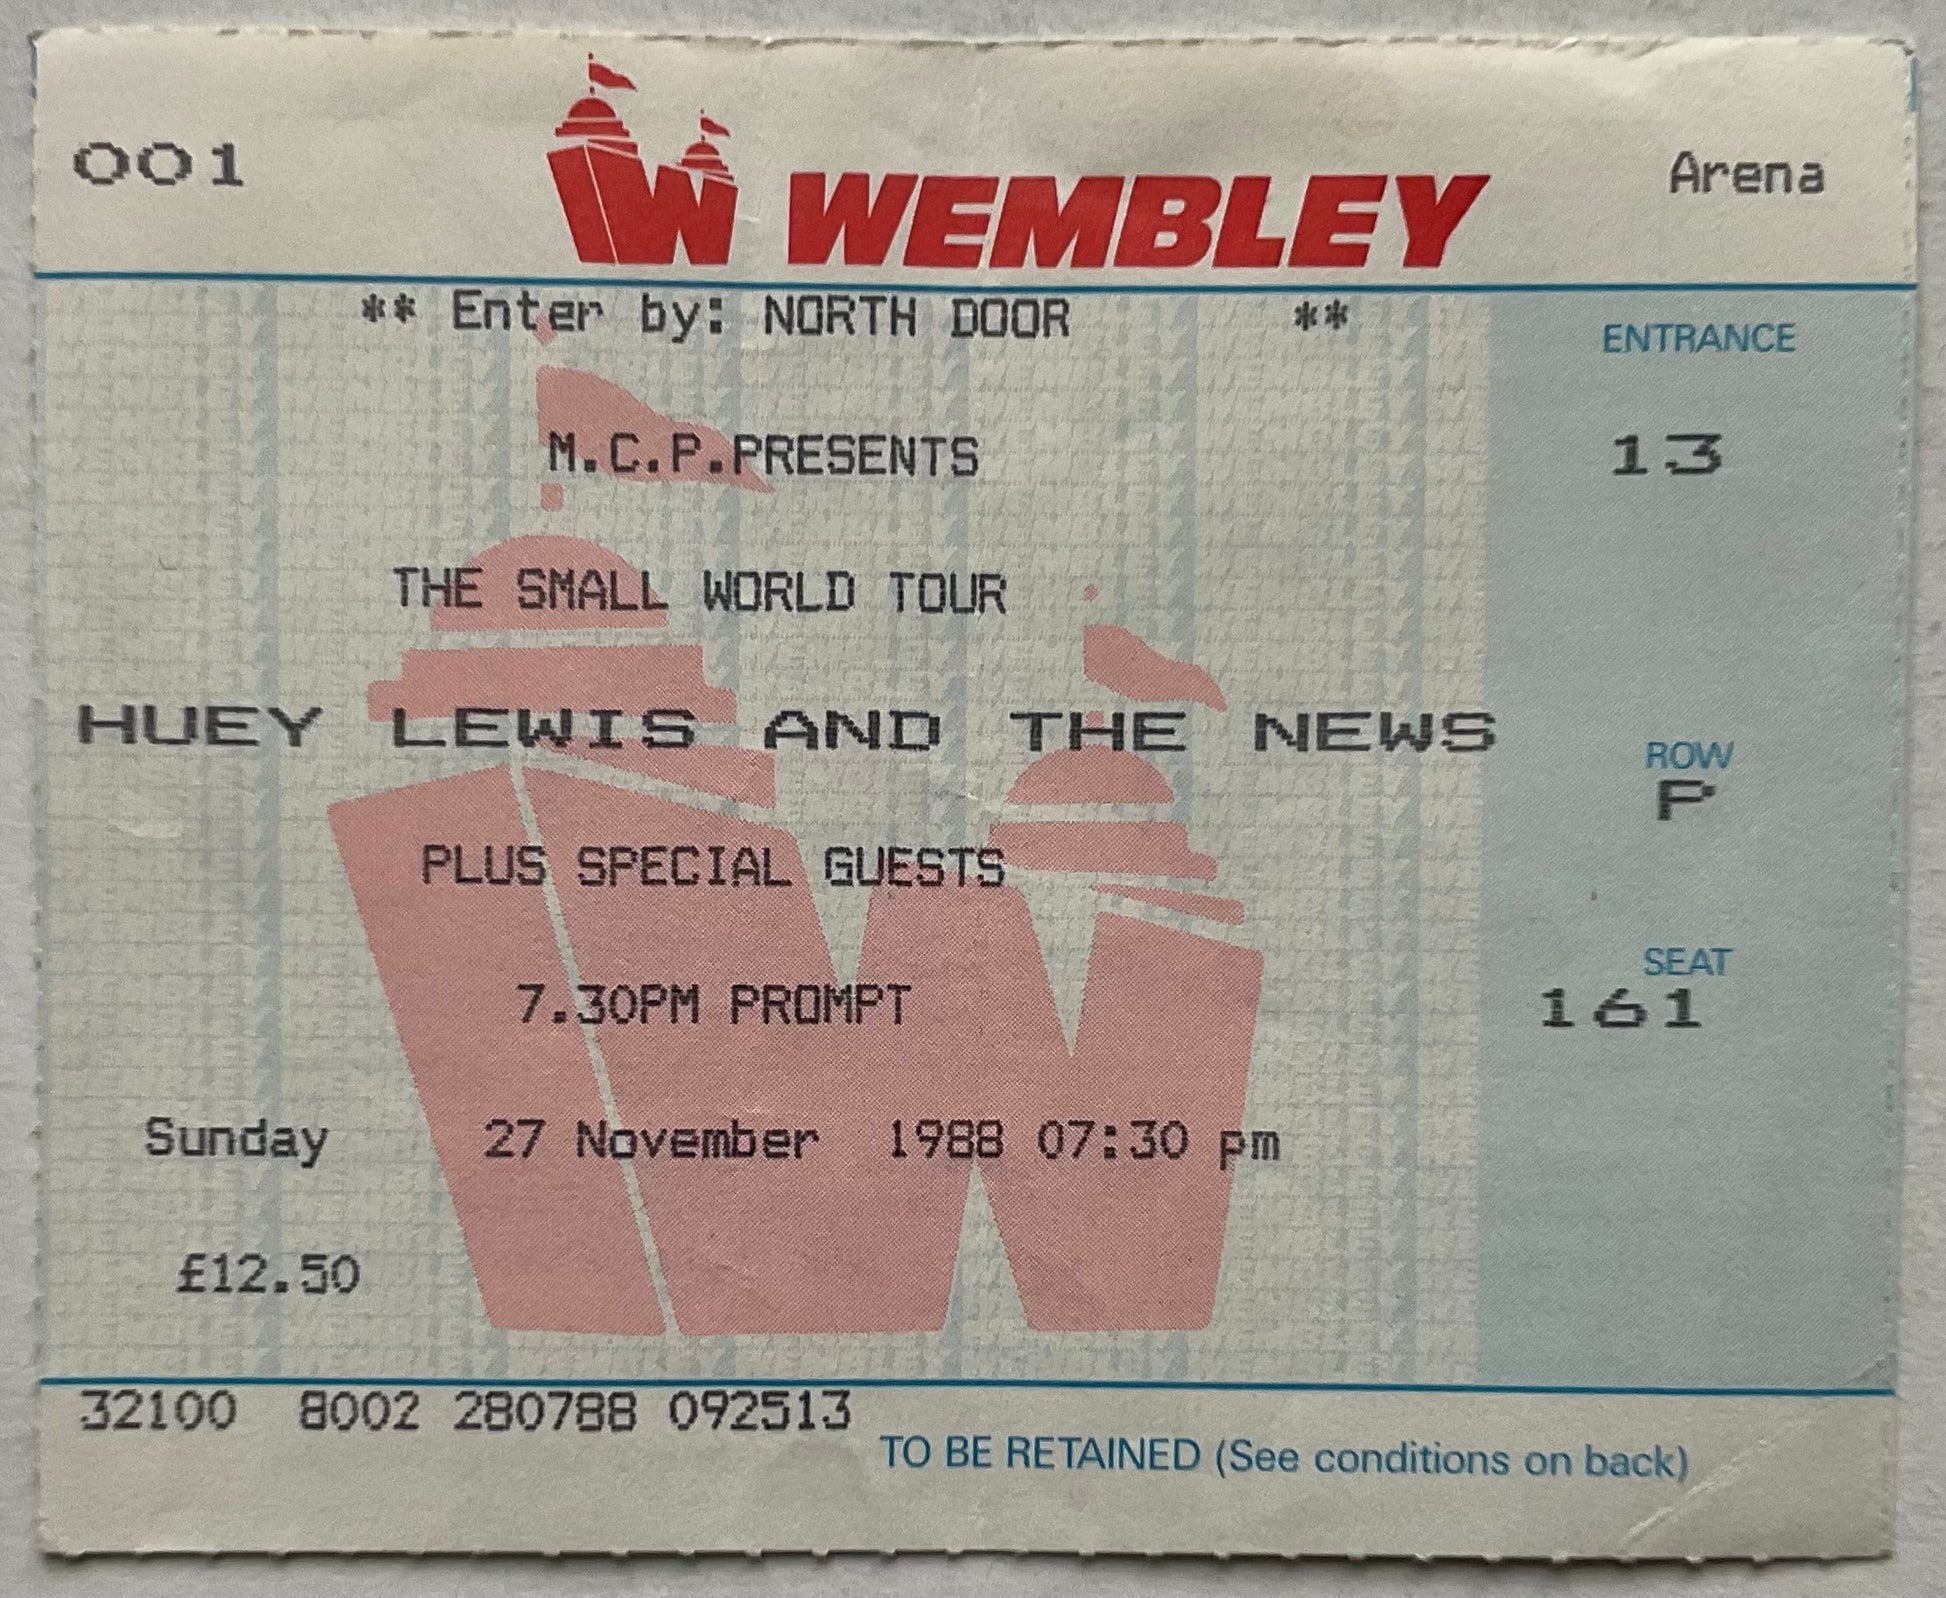 001
WEMBLEY
Arena
** Enter by: NORTH DOOR **
ENTRANCE
13
M.C.P.PRESENTS
THE SMALL WORLD TOUR
HUEY LEWIS AND THE NEWS
ROW
P
PLUS SPECIAL GUESTS
SEAT
161
7.30PM PROMPT
Sunday 27 November 1988 07:30 pm
£12.50
32100 8002 280788 092513
TO BE RETAINED (See conditions on back)